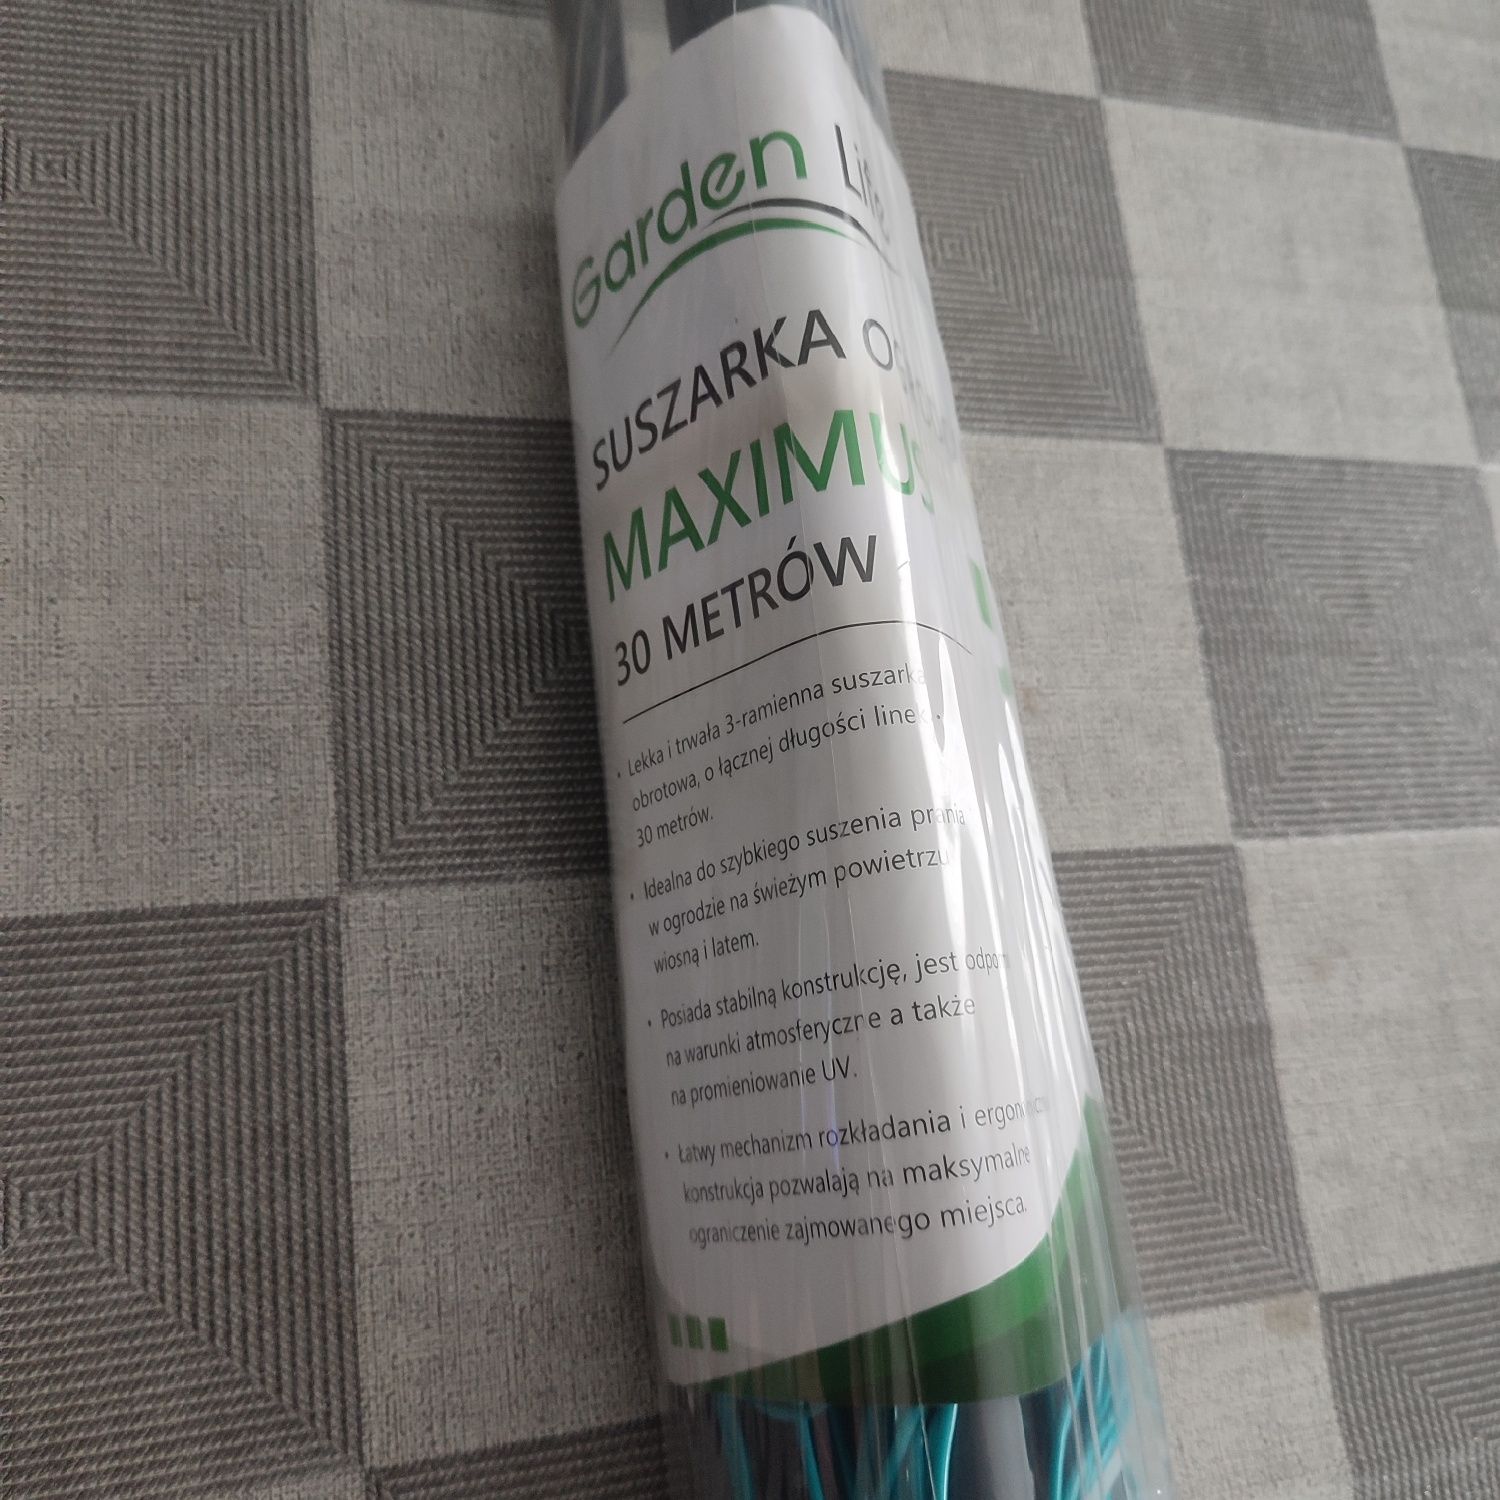 Garden Life
SUSZARKA
MAXIMUS
30 METRÓW
• Lekka i trwała 3-ramienna suszarka
obrotowa, o łącznej długości linek
30 metrów.
• Idealna do szybkiego suszenia prania
w ogrodzie na świeżym powietrzu
wiosną i latem.
• Posiada stabilną konstrukcję, jest
na warunki atmosferyczne a także
na promieniowanie UV.
• Łatwy mechanizm rozkładania i
konstrukcja pozwalają na maksymalne
ograniczenie zajmowanego miejsca.